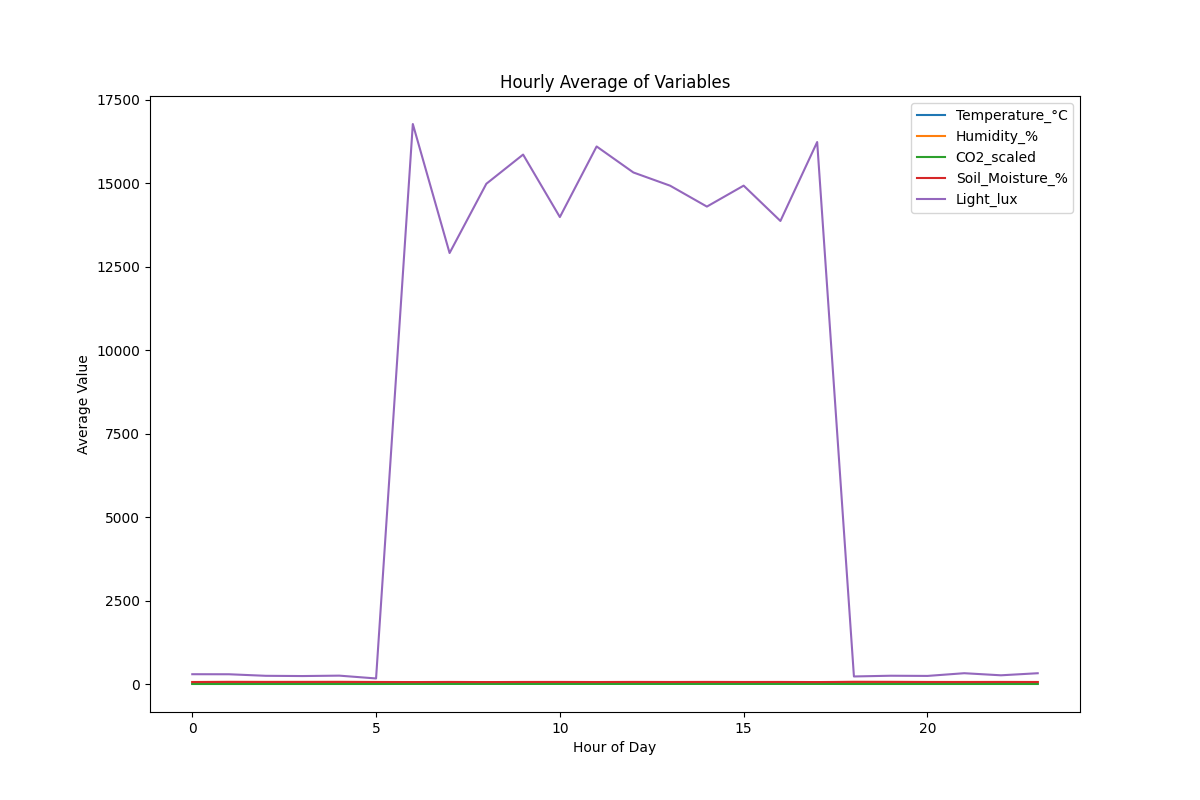 Hourly Average of Variables
17500
15000
12500
10000
7500
5000
2500
0
Average Value
Temperature_°C
Humidity_%
CO2_scaled
Soil_Moisture_%
Light_lux
0 5 10 15 20
Hour of Day